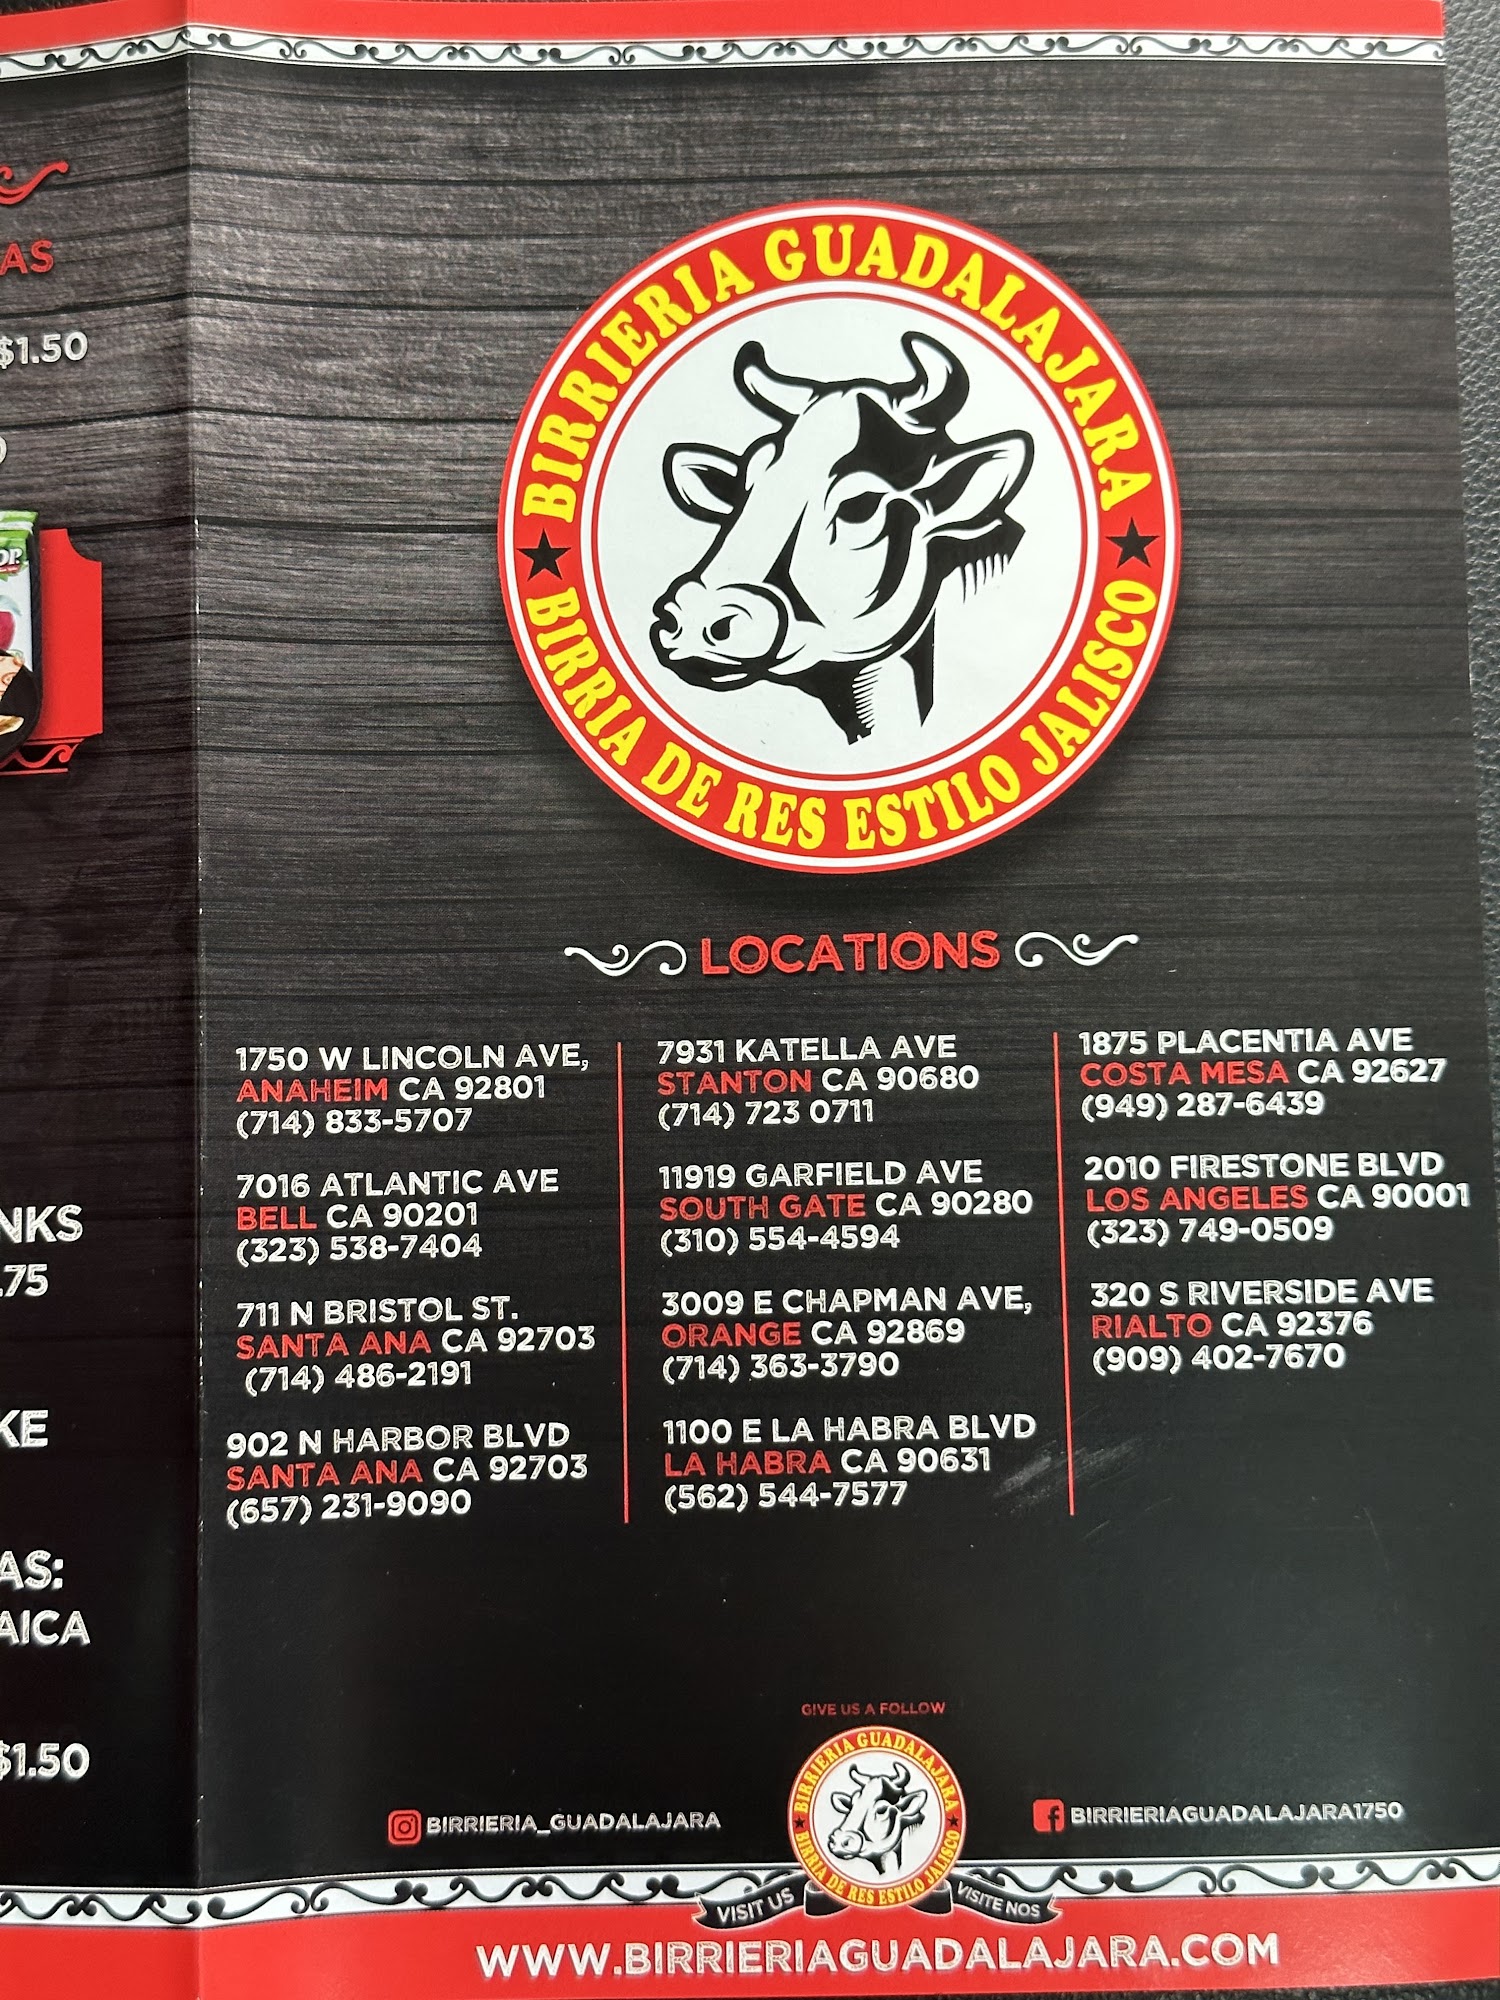 AS
$1.50
NKS
.75
KE
AS:
AICA
$1.50
BIRRIERIA GUADALAJARA
BIRRIA DE RES ESTILO JALISCO
LOCATIONS
1750 W LINCOLN AVE,
ANAHEIM CA 92801
(714) 833-5707
7016 ATLANTIC AVE
BELL CA 90201
(323) 538-7404
711 N BRISTOL ST.
SANTA ANA CA 92703
(714) 486-2191
902 N HARBOR BLVD
SANTA ANA CA 92703
(657) 231-9090
7931 KATELLA AVE
STANTON CA 90680
(714) 723 0711
11919 GARFIELD AVE
SOUTH GATE CA 90280
(310) 554-4594
3009 E CHAPMAN AVE,
ORANGE CA 92869
(714) 363-3790
1100 E LA HABRA BLVD
LA HABRA CA 90631
(562) 544-7577
1875 PLACENTIA AVE
COSTA MESA CA 92627
(949) 287-6439
2010 FIRESTONE BLVD
LOS ANGELES CA 90001
(323) 749-0509
320 S RIVERSIDE AVE
RIALTO CA 92376
(909) 402-7670
GIVE US A FOLLOW
BIRRIERIA GUADALAJARA
BIRRIA DE RES ESTILO JALISCO
BIRRIERIA_GUADALAJARA
BIRRIERIAGUADALAJARA1750
VISIT US
VISITE NOS
WWW.BIRRIERIAGUADALAJARA.COM